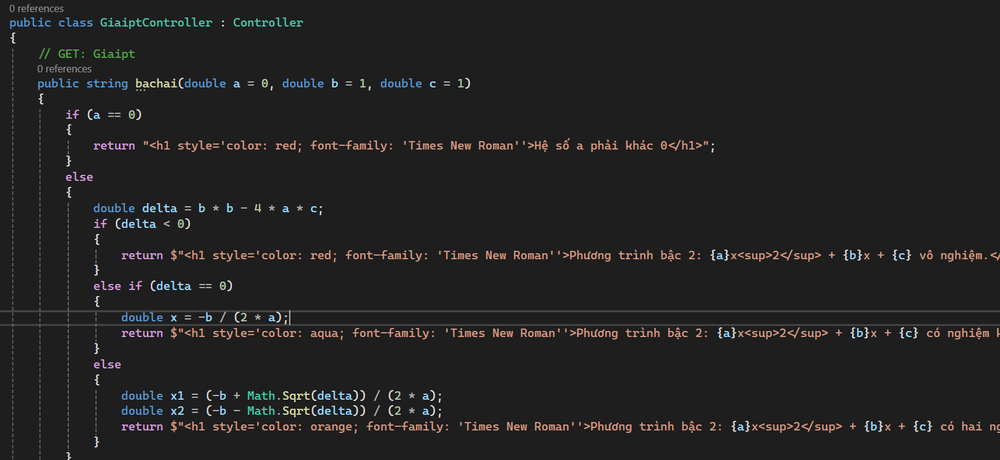 0 references
public class GiaiptController : Controller
{
// GET: Giaipt
0 references
public string bachai(double a = 0, double b = 1, double c = 1)
{
if (a == 0)
{
return "<h1 style='color: red; font-family: 'Times New Roman''>Hệ số a phải khác 0</h1>";
}
else
{
double delta = b * b - 4 * a * c;
if (delta < 0)
{
return $"<h1 style='color: red; font-family: 'Times New Roman''>Phương trình bậc 2: {a}x<sup>2</sup> + {b}x + {c} vô nghiệm.</
}
else if (delta == 0)
{
double x = -b / (2 * a);
return $"<h1 style='color: aqua; font-family: 'Times New Roman''>Phương trình bậc 2: {a}x<sup>2</sup> + {b}x + {c} có nghiệm
}
else
{
double x1 = (-b + Math.Sqrt(delta)) / (2 * a);
double x2 = (-b - Math.Sqrt(delta)) / (2 * a);
return $"<h1 style='color: orange; font-family: 'Times New Roman''>Phương trình bậc 2: {a}x<sup>2</sup> + {b}x + {c} có hai
}
}